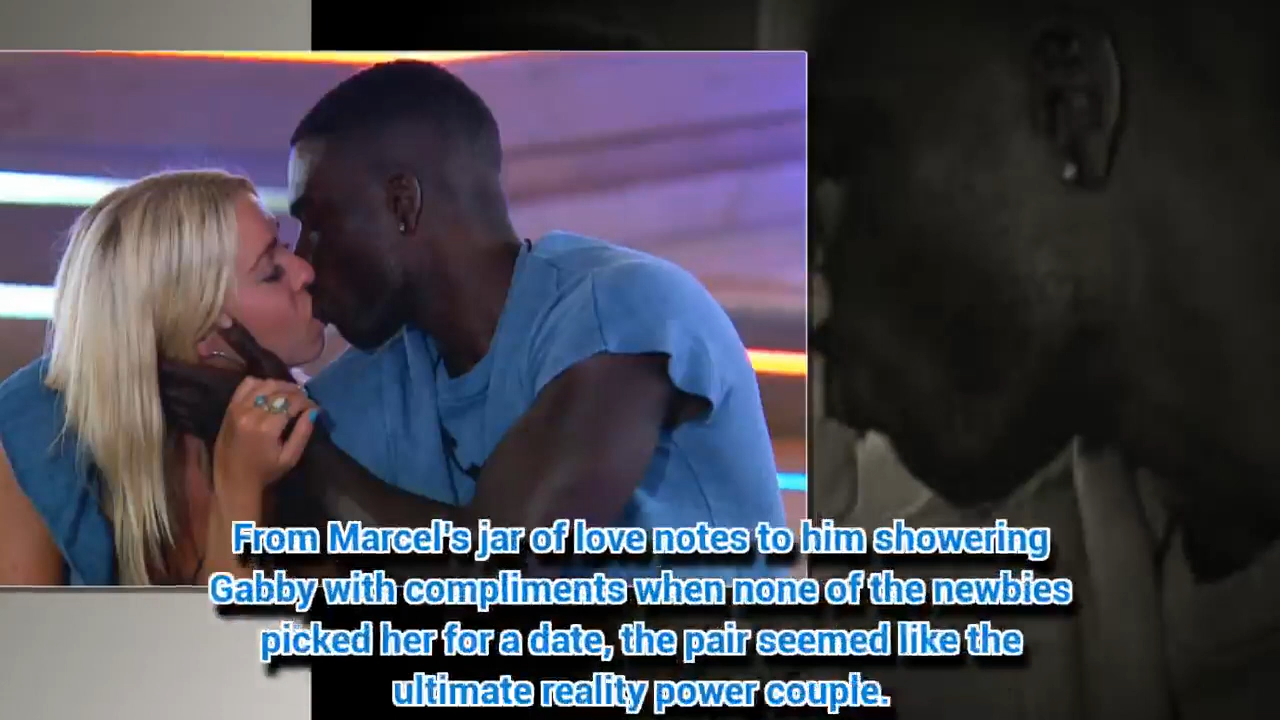 From Marcel's jar of love notes to him showering
Gabby with compliments when none of the newbies
picked her for a date, the pair seemed like the
ultimate reality power couple.